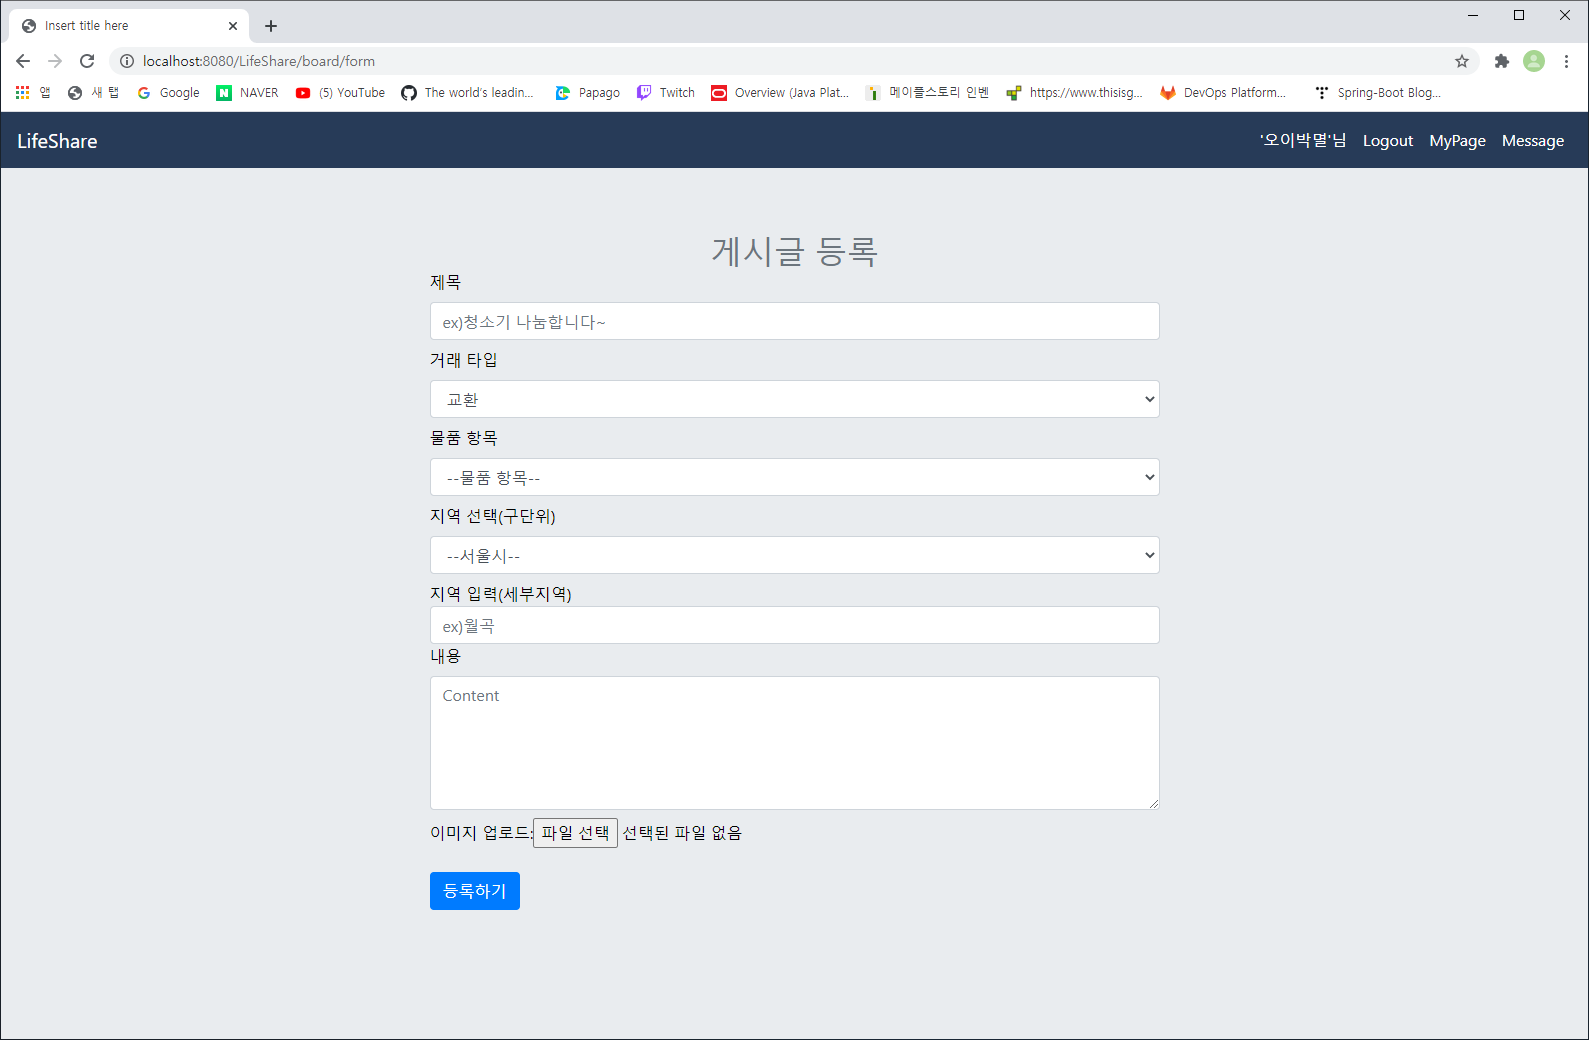 Insert title here
localhost:8080/LifeShare/board/form
앱 새 탭 Google NAVER (5) YouTube The world's leadin... Papago Twitch Overview (Java Plat... 메이플스토리 인벤 https://www.thisisg... DevOps Platform... Spring-Boot Blog...
LifeShare '오이박멸'님 Logout MyPage Message
게시글 등록
제목
ex)청소기 나눔합니다~
거래 타입
교환
물품 항목
--물품 항목--
지역 선택(구단위)
--서울시--
지역 입력(세부지역)
ex)월곡
내용
Content
이미지 업로드: 파일 선택 선택된 파일 없음
등록하기